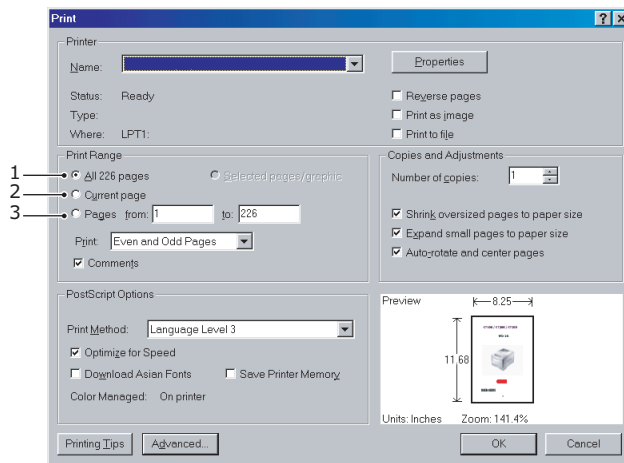 Print
Printer
Name:
Properties
Status: Ready
Type:
Where: LPT1:
Reverse pages
Print as image
Print to file
Print Range
1
All 226 pages
Selected pages/graphic
2
Current page
3
Pages from: 1 to: 226
Print: Even and Odd Pages
Comments
Copies and Adjustments
Number of copies: 1
Shrink oversized pages to paper size
Expand small pages to paper size
Auto-rotate and center pages
PostScript Options
Print Method: Language Level 3
Optimize for Speed
Download Asian Fonts
Save Printer Memory
Color Managed: On printer
Preview
8.25
11.68
Units: Inches Zoom: 141.4%
Printing Tips
Advanced...
OK
Cancel